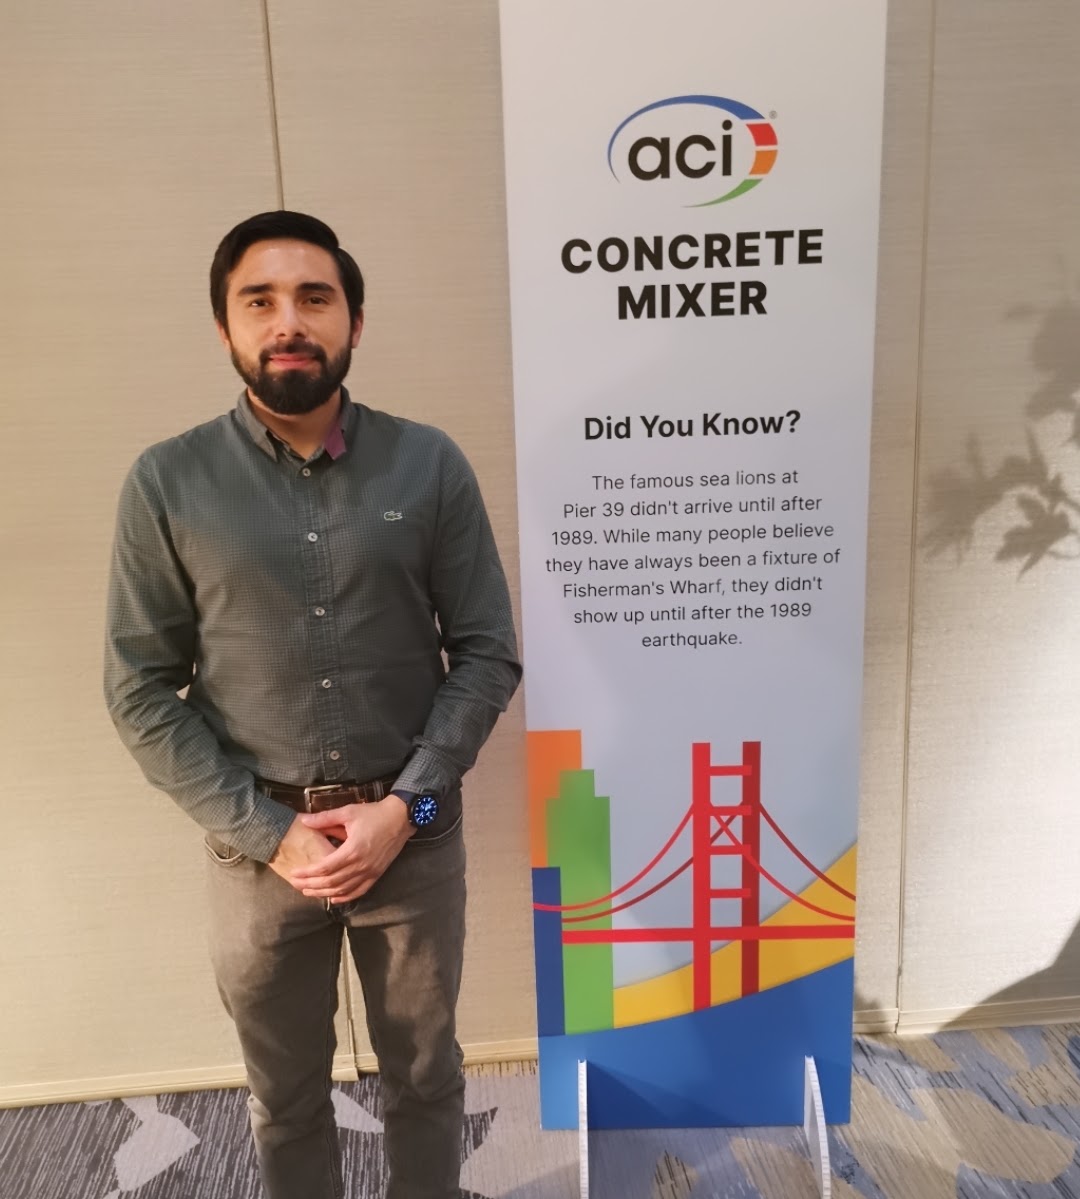 aci®
CONCRETE
MIXER
Did You Know?
The famous sea lions at
Pier 39 didn't arrive until after
1989. While many people believe
they have always been a fixture of
Fisherman's Wharf, they didn't
show up until after the 1989
earthquake.